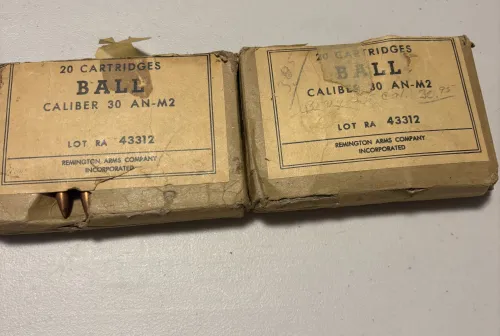 20 CARTRIDGES
BALL
CALIBER 30 AN-M2
LOT RA 43312
REMINGTON ARMS COMPANY
INCORPORATED
20 CARTRIDGES
BALL
CALIBER 30 AN-M2
LOT RA 43312
REMINGTON ARMS COMPANY
INCORPORATED